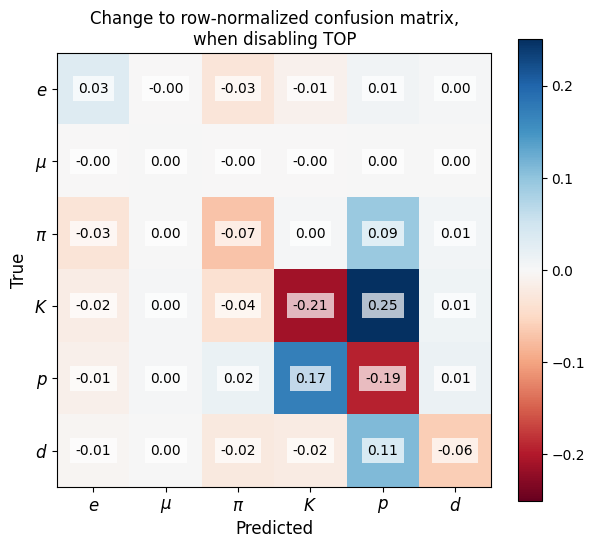 Change to row-normalized confusion matrix,
when disabling TOP
e 0.03 -0.00 -0.03 -0.01 0.01 0.00
μ -0.00 0.00 -0.00 -0.00 0.00 0.00
π -0.03 0.00 -0.07 0.00 0.09 0.01
K -0.02 0.00 -0.04 -0.21 0.25 0.01
p -0.01 0.00 0.02 0.17 -0.19 0.01
d -0.01 0.00 -0.02 -0.02 0.11 -0.06
e μ π K p d
Predicted
True
0.2
0.1
0.0
−0.1
−0.2